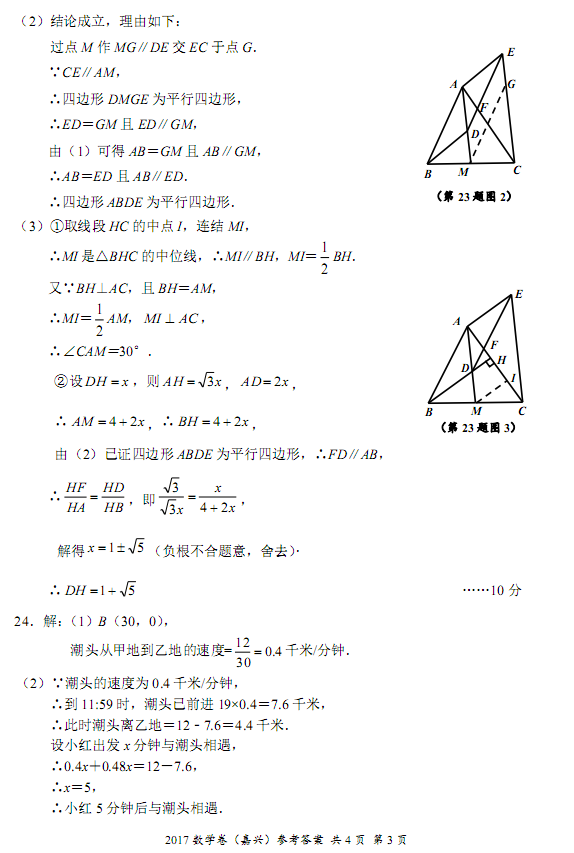 （2）结论成立，理由如下：
过点 M 作 MG∥DE 交 EC 于点 G．
∵CE∥AM，
∴四边形 DMGE 为平行四边形，
∴ED＝GM 且 ED∥GM，
由（1）可得 AB＝GM 且 AB∥GM，
∴AB＝ED 且 AB∥ED．
∴四边形 ABDE 为平行四边形．
E
A
G
F
D
B
M
C
（第 23 题图 2）
（3）①取线段 HC 的中点 I，连结 MI，
∴MI 是△BHC 的中位线，∴MI∥BH，MI＝1/2 BH．
又∵BH⊥AC，且 BH＝AM，
∴MI＝1/2 AM，MI⊥AC，
∴∠CAM＝30°．
②设 DH＝x，则 AH＝√3x，AD＝2x，
∴ AM＝4＋2x，∴ BH＝4＋2x，
由（2）已证四边形 ABDE 为平行四边形，∴FD∥AB，
∴HF/HA＝HD/HB，即 √3/√3x＝x/4＋2x，
解得 x＝1±√5（负根不合题意，舍去）·
∴ DH＝1＋√5 ……10 分
E
A
F
H
D
I
B
M
C
（第 23 题图 3）
24．解：（1）B（30，0），
潮头从甲地到乙地的速度=12/30＝0.4 千米/分钟．
（2）∵潮头的速度为 0.4 千米/分钟，
∴到 11:59 时，潮头已前进 19×0.4＝7.6 千米，
∴此时潮头离乙地＝12﹣7.6＝4.4 千米．
设小红出发 x 分钟与潮头相遇，
∴0.4x＋0.48x＝12－7.6，
∴x＝5，
∴小红 5 分钟后与潮头相遇．
2017 数学卷（嘉兴）参考答案 共 4 页 第 3 页